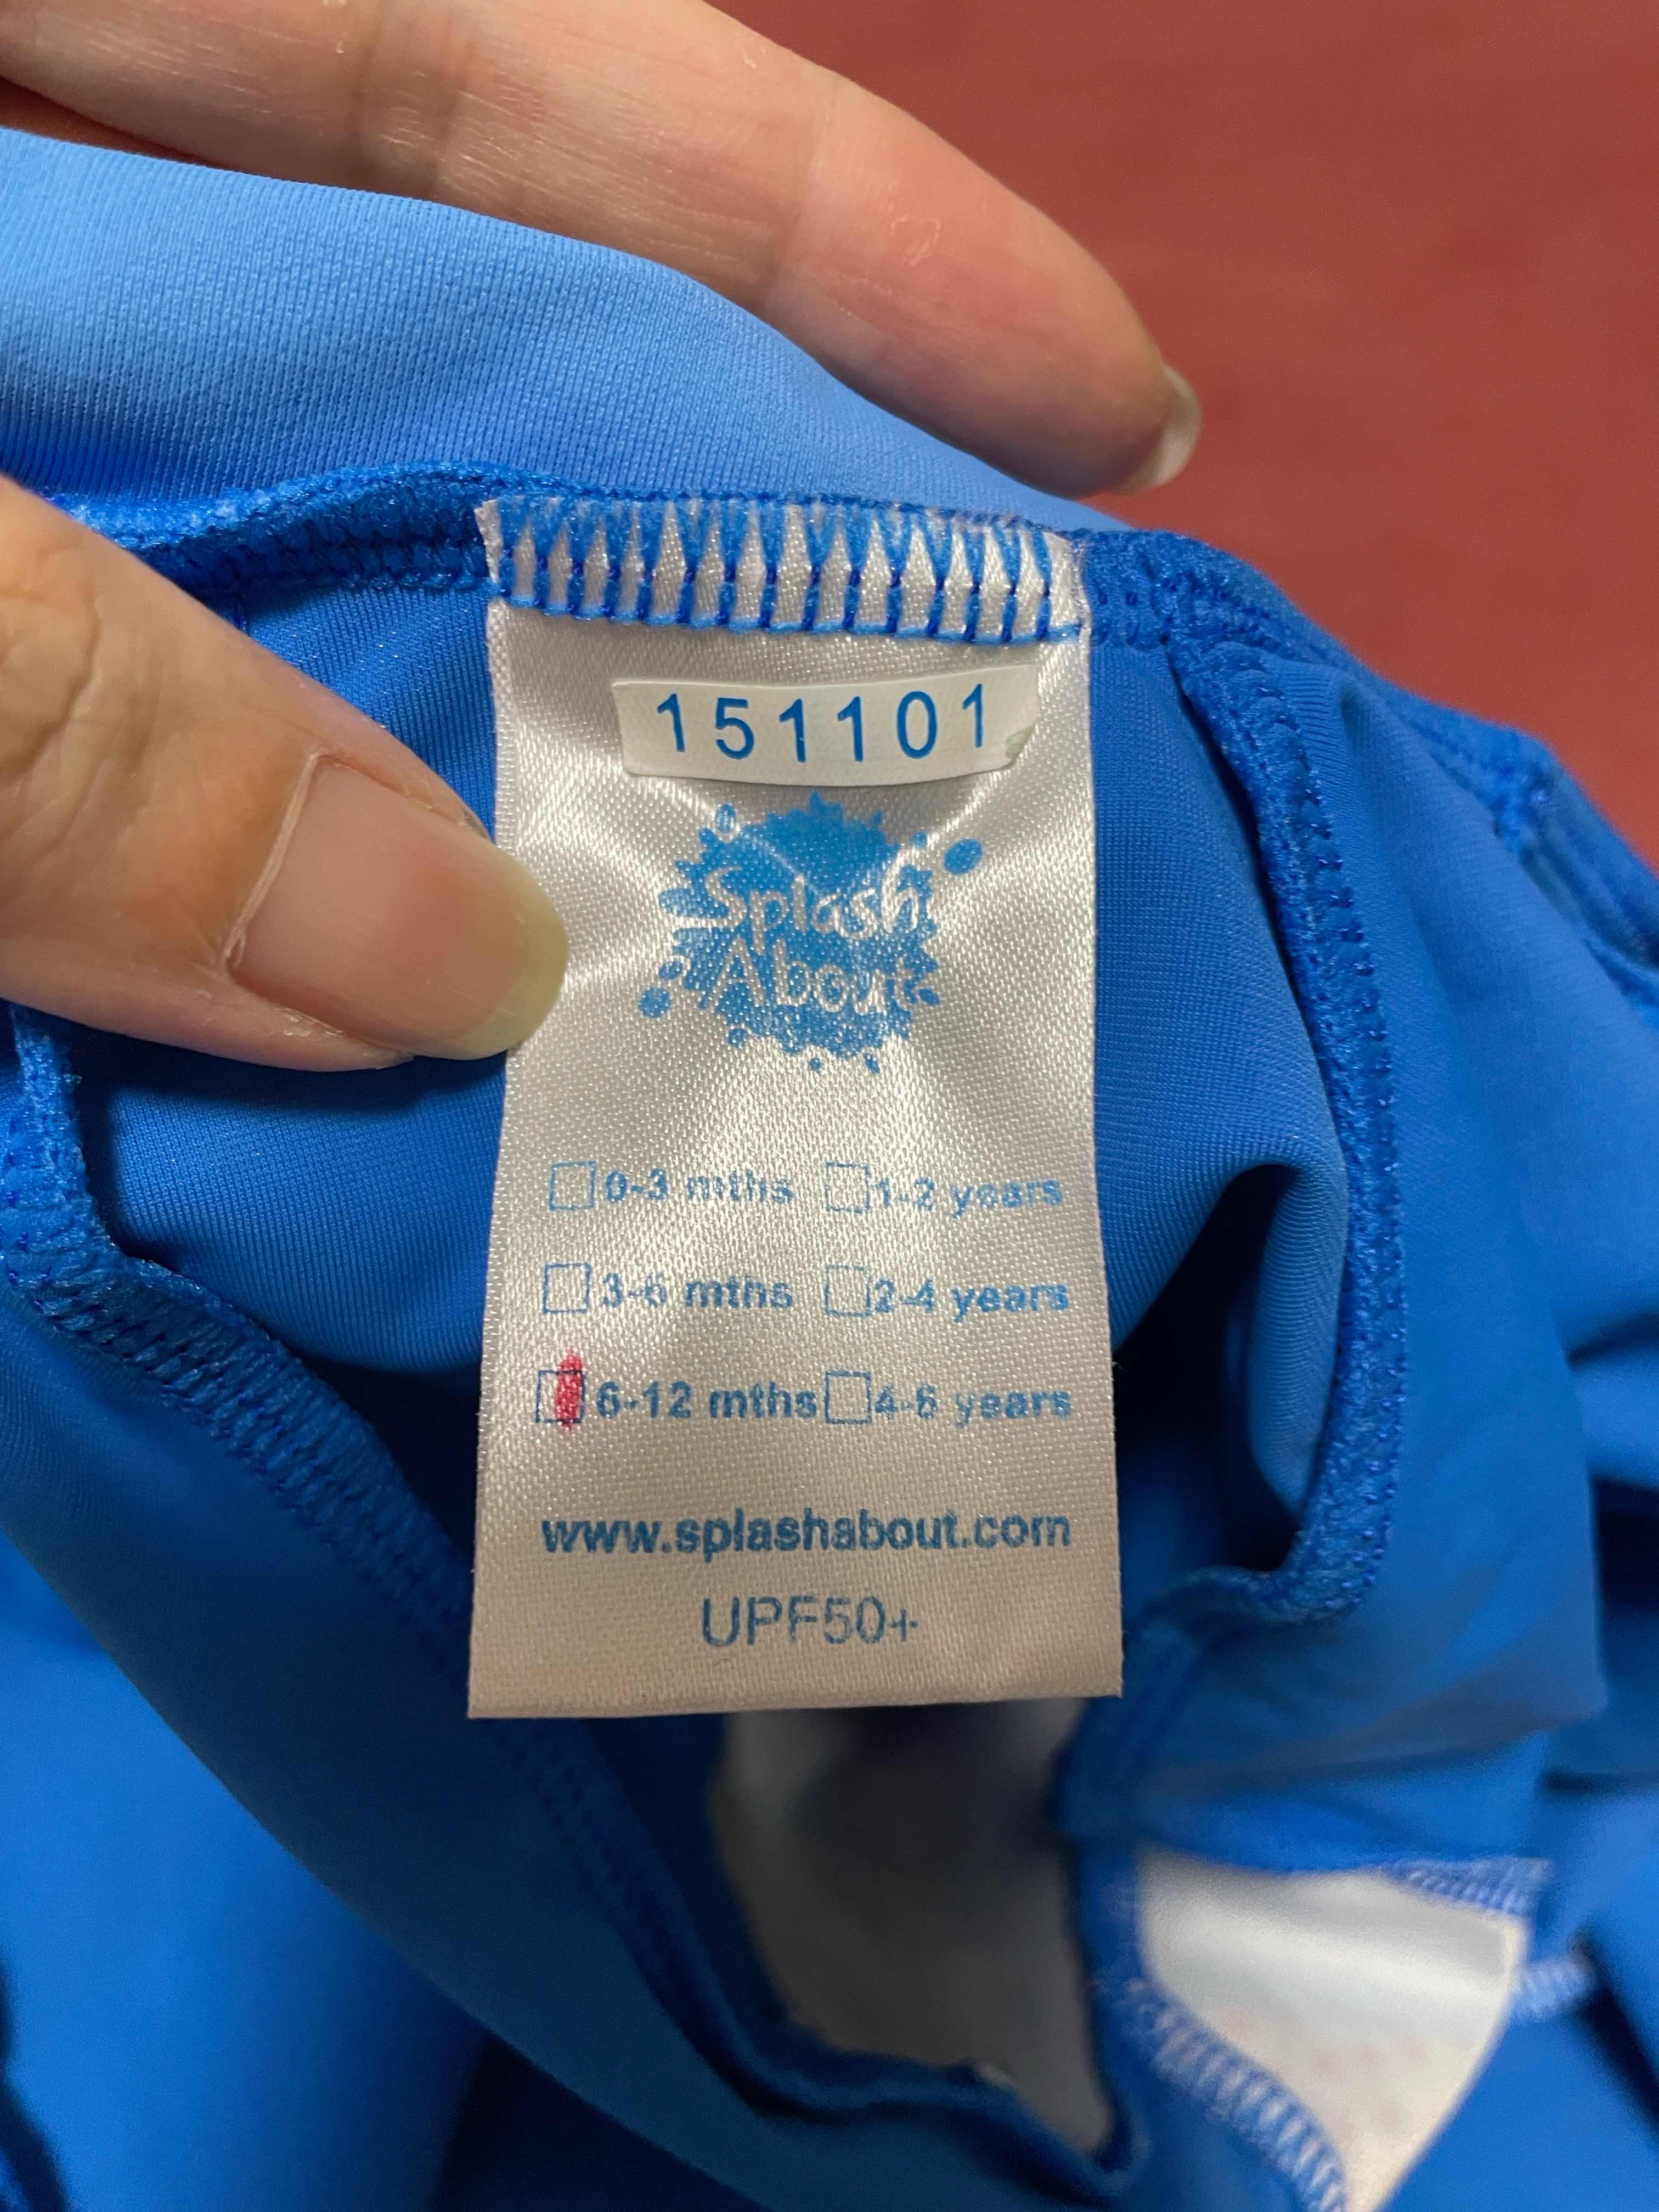 151101
Splash
About
0-3 mths 1-2 years
3-6 mths 2-4 years
6-12 mths 4-6 years
www.splashabout.com
UPF50+